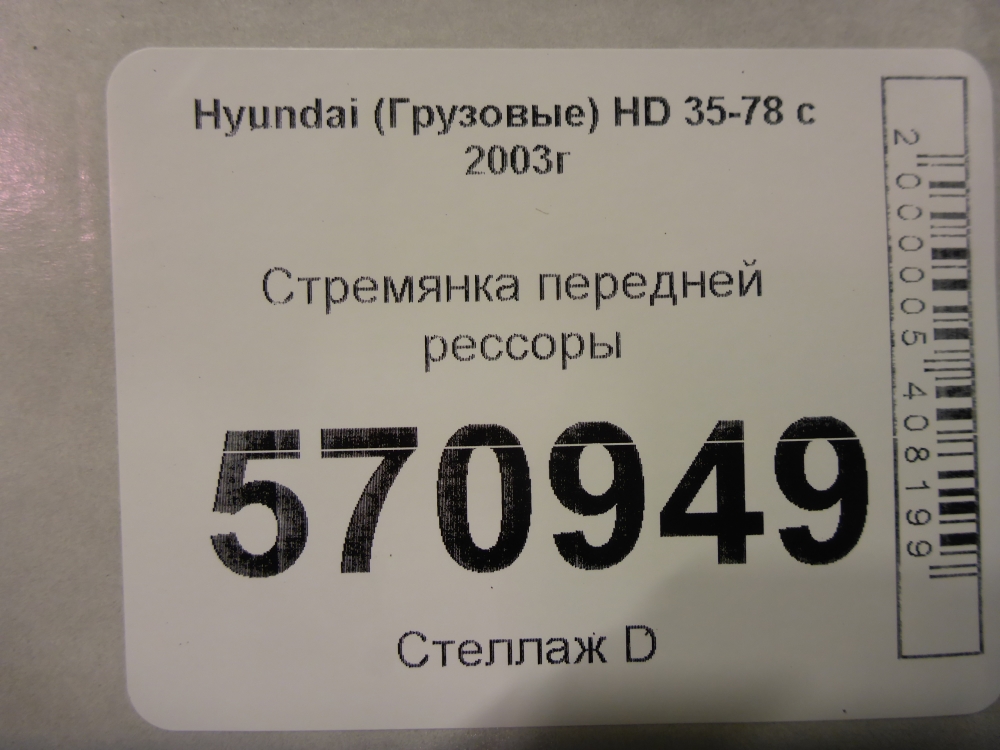 Hyundai (Грузовые) HD 35-78 с
2003г
Стремянка передней
рессоры
570949
Стеллаж D
2000005408199